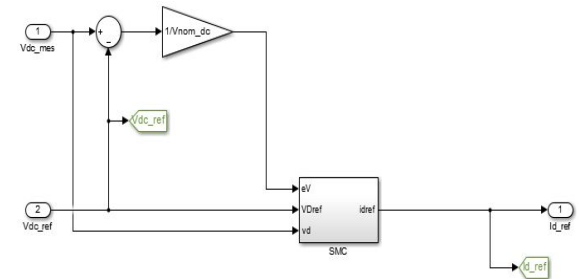 1
Vdc_mes
+
−
1/Vnom_dc
Vdc_ref
2
Vdc_ref
eV
VDref
vd
idref
SMC
1
Id_ref
Id_ref